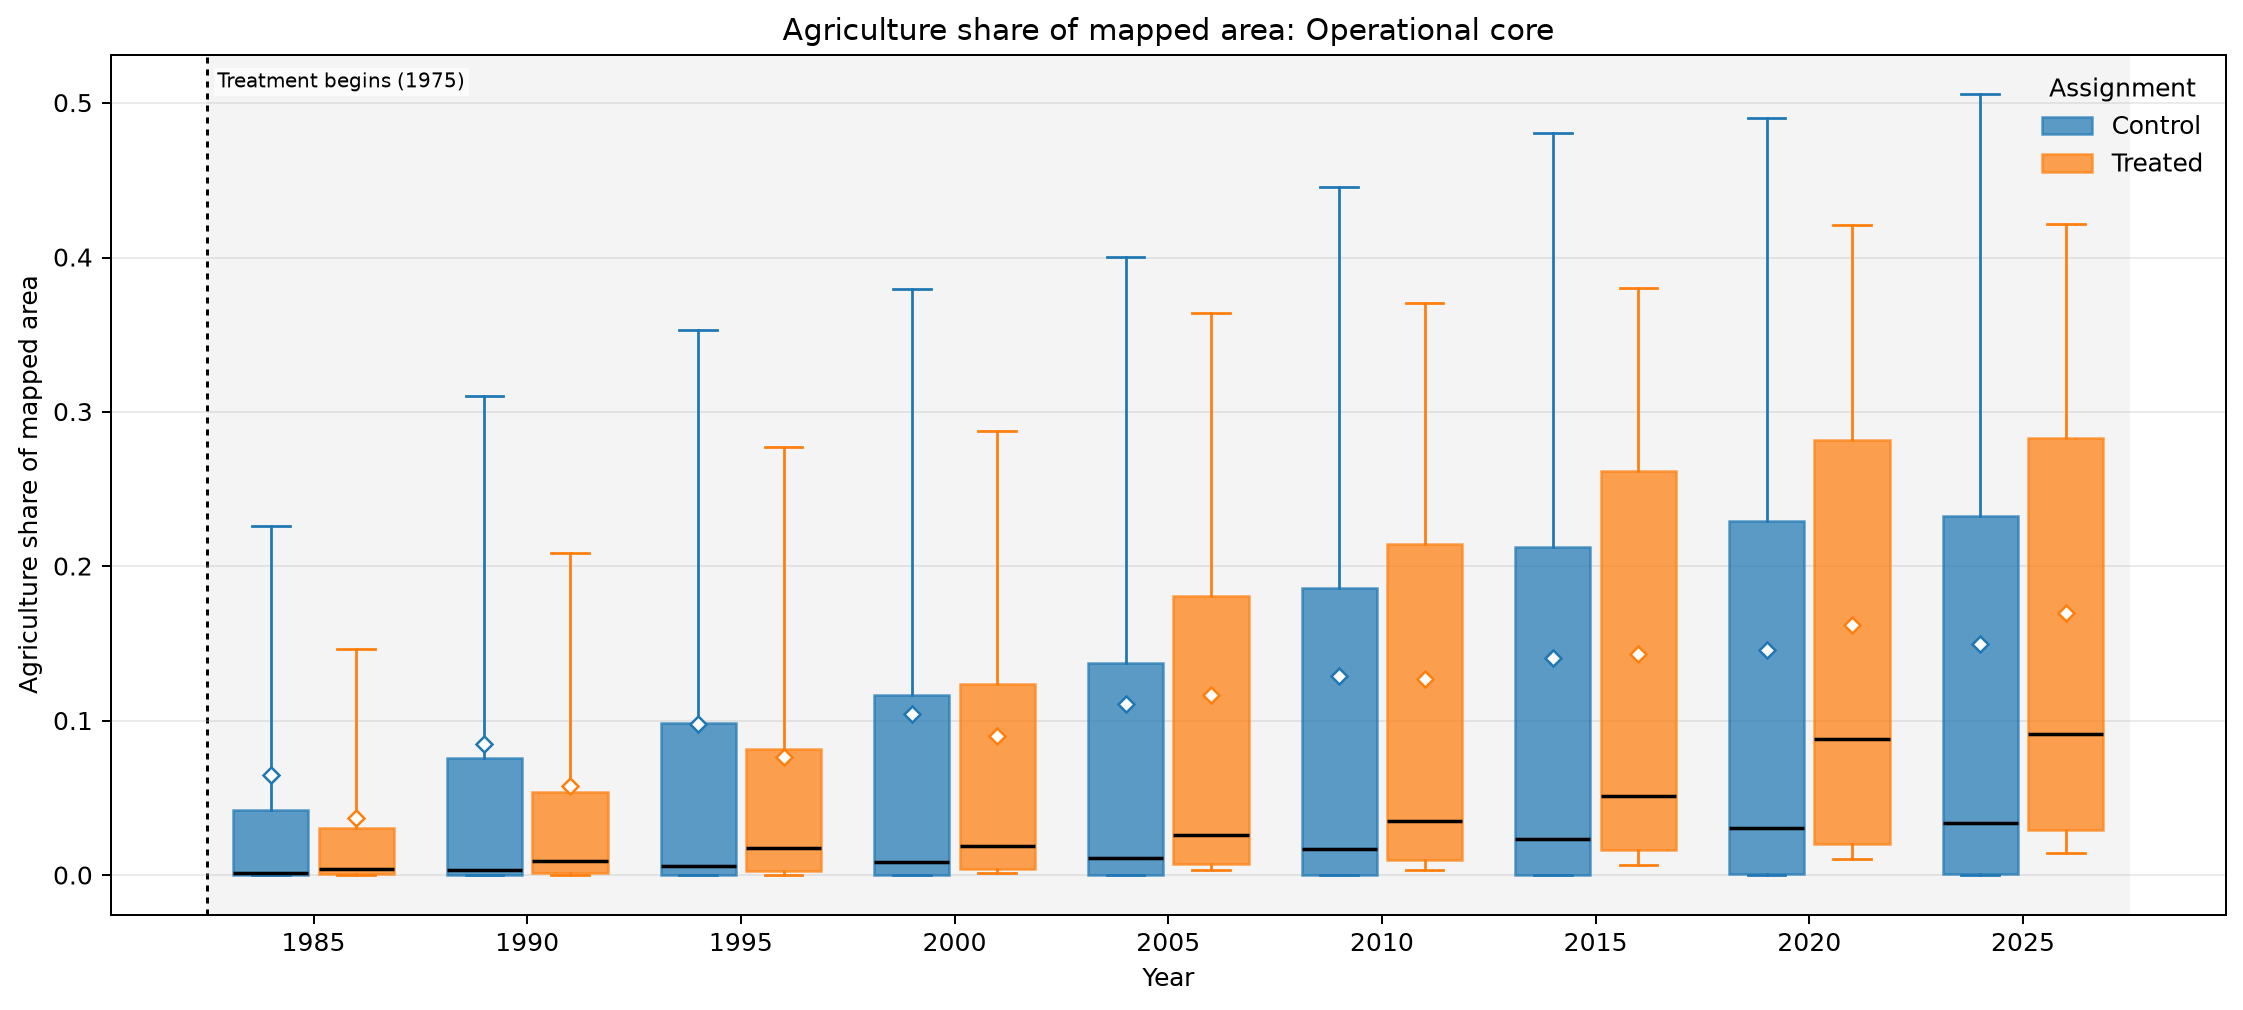 Agriculture share of mapped area: Operational core
Treatment begins (1975)
Assignment
Control
Treated
Agriculture share of mapped area
0.5
0.4
0.3
0.2
0.1
0.0
1985 1990 1995 2000 2005 2010 2015 2020 2025
Year